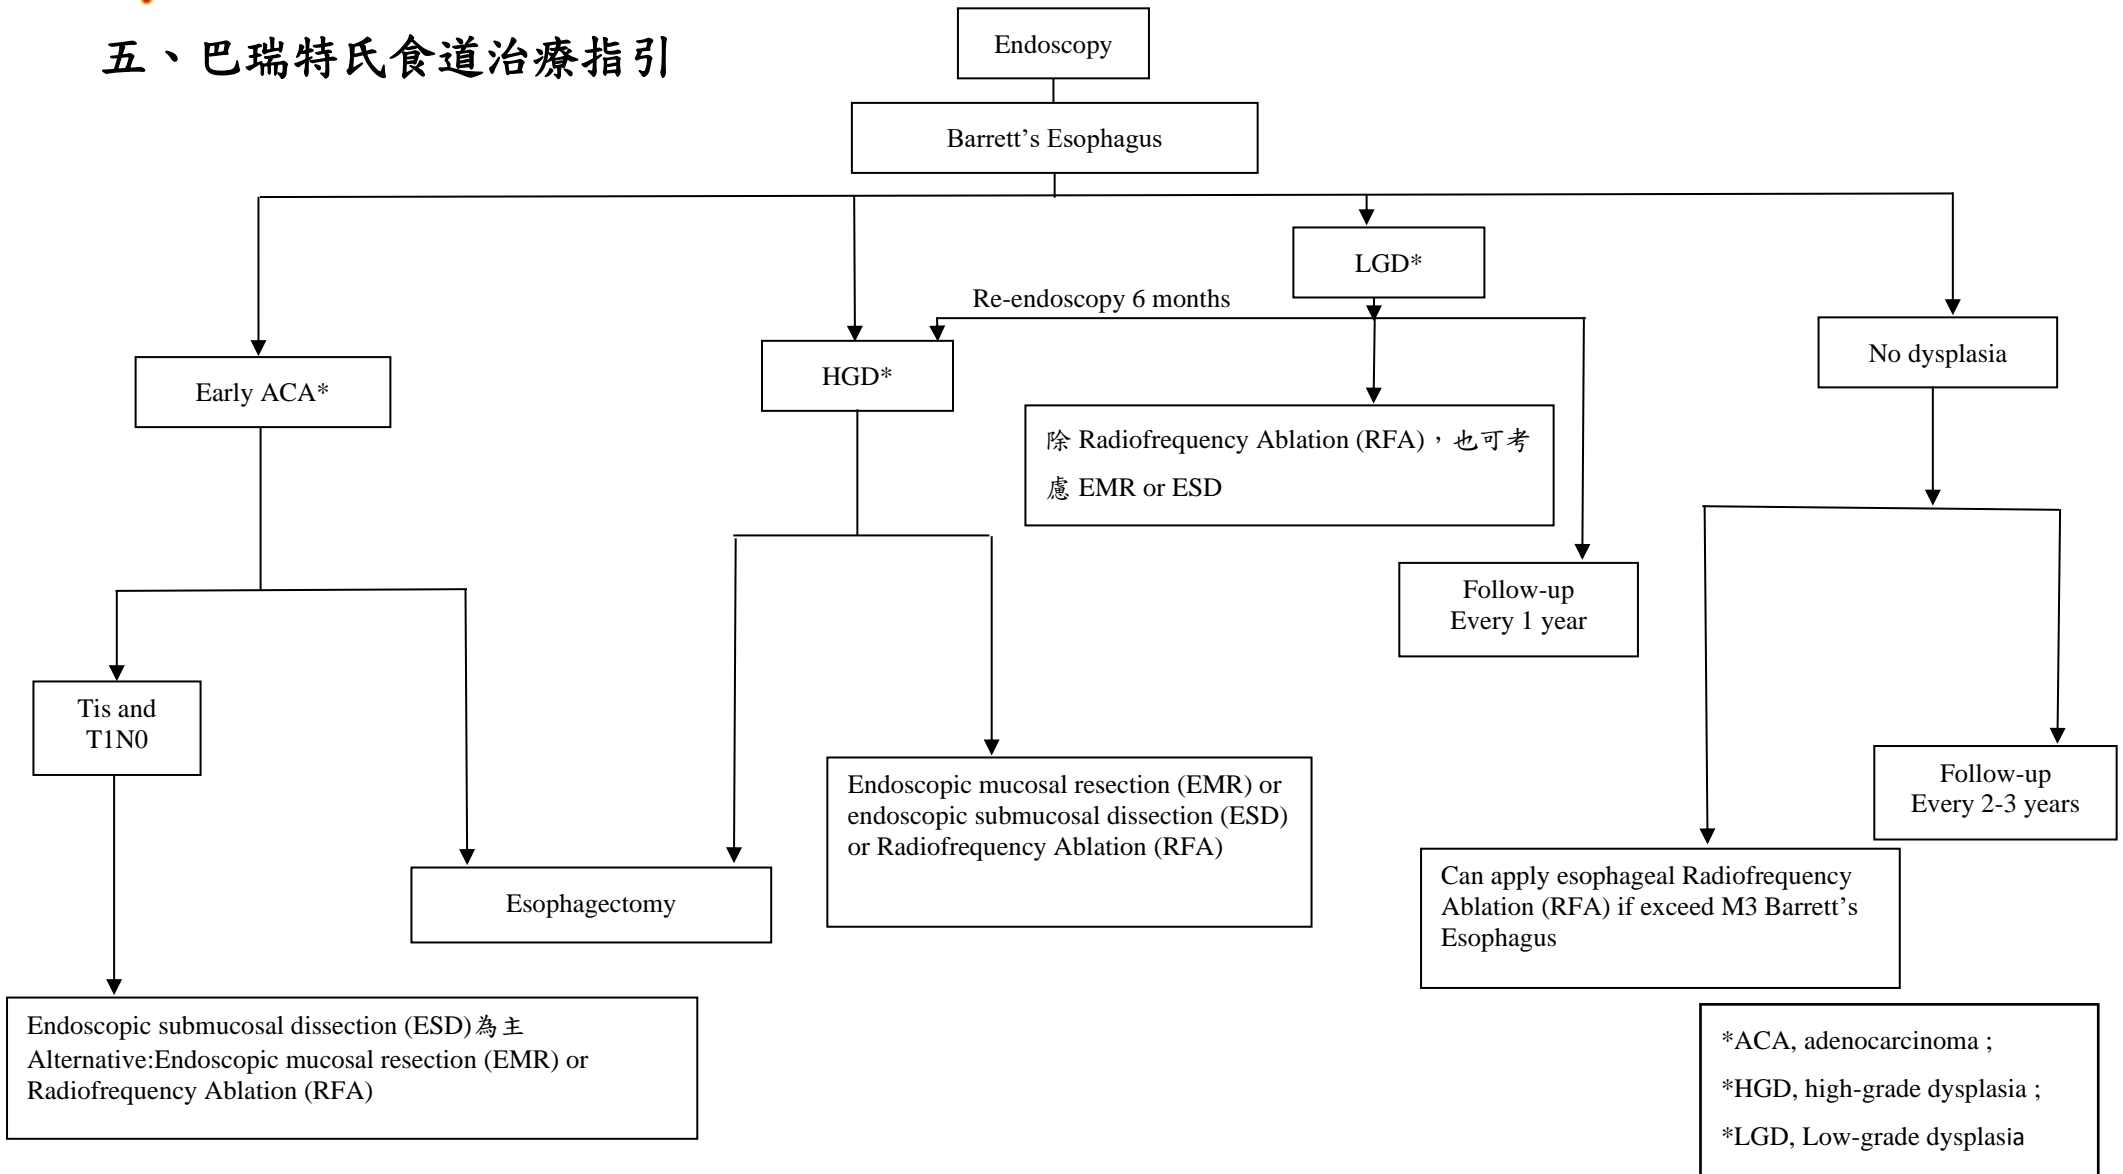 五、巴瑞特氏食道治療指引
Endoscopy
Barrett’s Esophagus
LGD*
Re-endoscopy 6 months
No dysplasia
HGD*
Early ACA*
除 Radiofrequency Ablation (RFA)，也可考
慮 EMR or ESD
Follow-up
Every 1 year
Tis and
T1N0
Endoscopic mucosal resection (EMR) or
endoscopic submucosal dissection (ESD)
or Radiofrequency Ablation (RFA)
Follow-up
Every 2-3 years
Esophagectomy
Can apply esophageal Radiofrequency
Ablation (RFA) if exceed M3 Barrett’s
Esophagus
Endoscopic submucosal dissection (ESD)為主
Alternative:Endoscopic mucosal resection (EMR) or
Radiofrequency Ablation (RFA)
*ACA, adenocarcinoma ;
*HGD, high-grade dysplasia ;
*LGD, Low-grade dysplasia